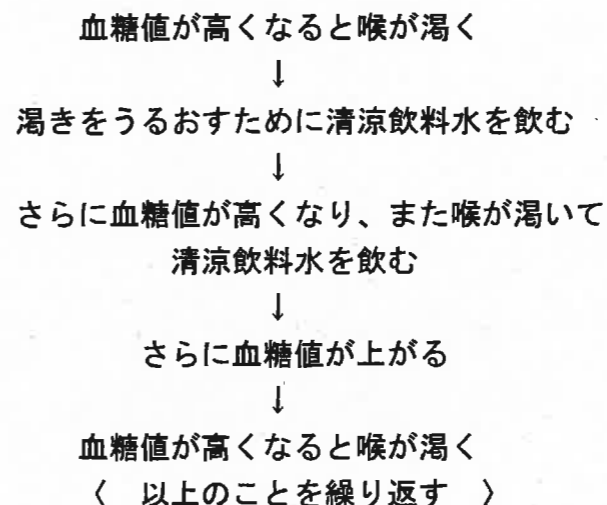 血糖値が高くなると喉が渇く
↓
渇きをうるおすために清涼飲料水を飲む
↓
さらに血糖値が高くなり、また喉が渇いて
清涼飲料水を飲む
↓
さらに血糖値が上がる
↓
血糖値が高くなると喉が渇く
〈　以上のことを繰り返す　〉